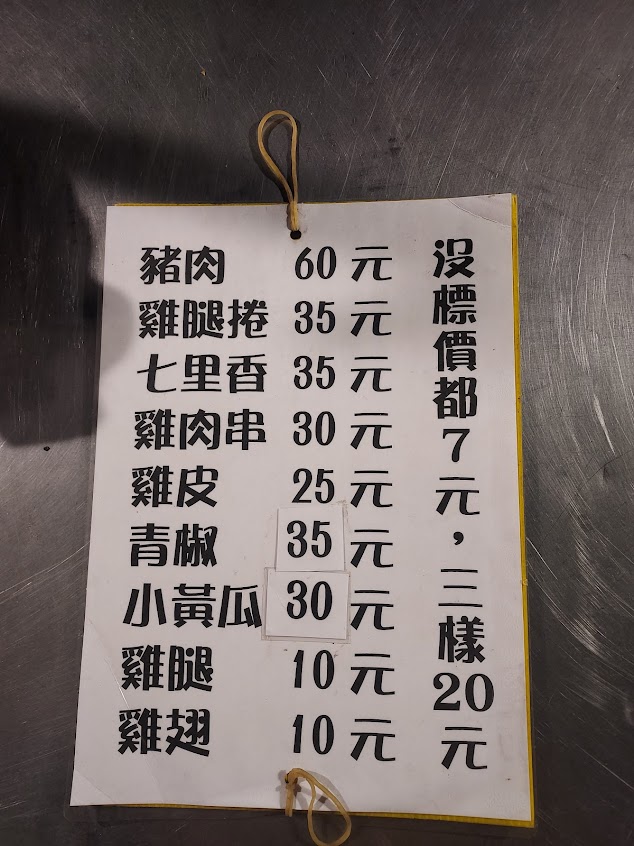 豬肉 60 元
雞腿捲 35 元
七里香 35 元
雞肉串 30 元
雞皮 25 元
青椒 35 元
小黃瓜 30 元
雞腿 10 元
雞翅 10 元
沒標價都7元，三樣20元